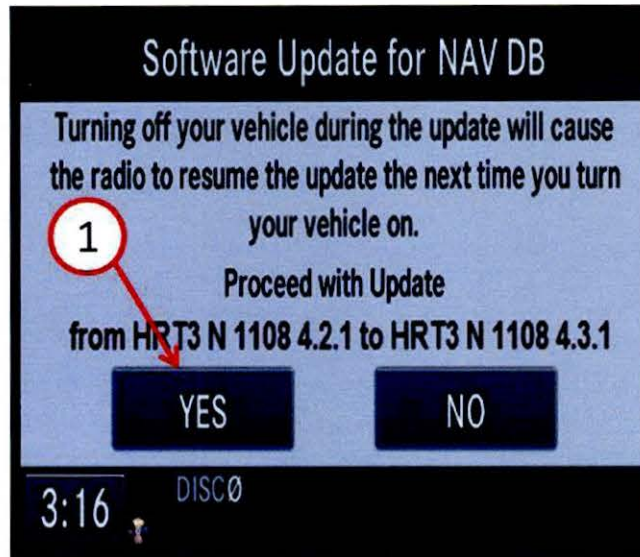 Software Update for NAV DB
Turning off your vehicle during the update will cause
the radio to resume the update the next time you turn
your vehicle on.
1
Proceed with Update
from HRT3 N 1108 4.2.1 to HRT3 N 1108 4.3.1
YES NO
DISCØ
3:16